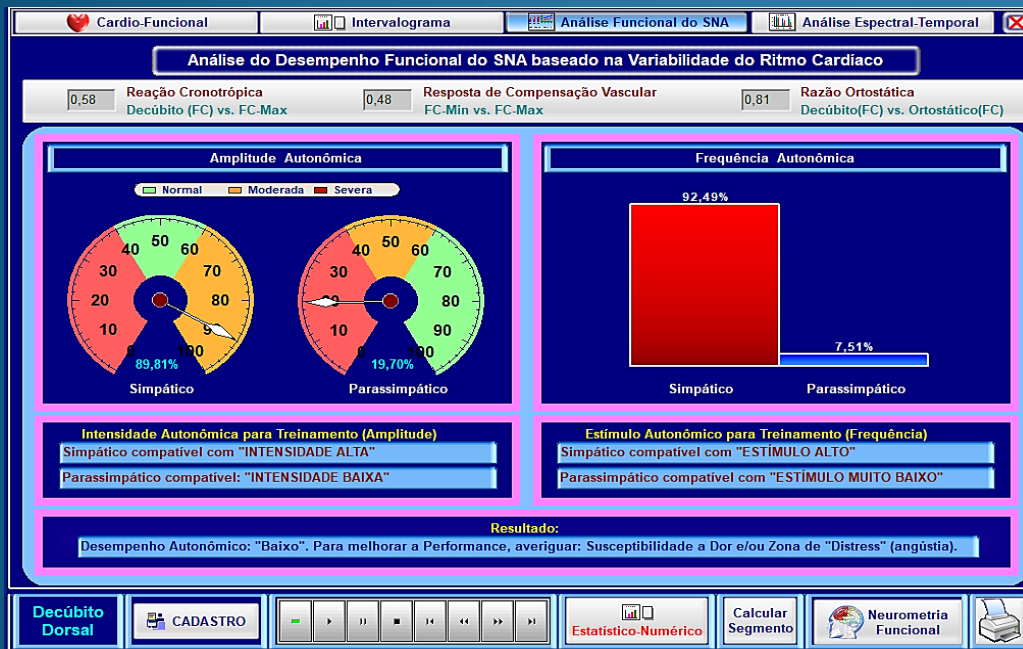 Cardio-Funcional
Intervalograma
Análise Funcional do SNA
Análise Espectral-Temporal
Análise do Desempenho Funcional do SNA baseado na Variabilidade do Ritmo Cardíaco
0,58
Reação Cronotrópica
Decúbito (FC) vs. FC-Max
0,48
Resposta de Compensação Vascular
FC-Min vs. FC-Max
0,81
Razão Ortostática
Decúbito(FC) vs. Ortostático(FC)
Amplitude Autonômica
Normal Moderada Severa
0 10 20 30 40 50 60 70 80 90 100
89,81%
Simpático
0 10 20 30 40 50 60 70 80 90 100
19,70%
Parassimpático
Frequência Autonômica
92,49%
7,51%
Simpático
Parassimpático
Intensidade Autonômica para Treinamento (Amplitude)
Simpático compatível com "INTENSIDADE ALTA"
Parassimpático compatível: "INTENSIDADE BAIXA"
Estímulo Autonômico para Treinamento (Frequência)
Simpático compatível com "ESTÍMULO ALTO"
Parassimpático compatível com "ESTÍMULO MUITO BAIXO"
Resultado:
Desempenho Autonômico: "Baixo". Para melhorar a Performance, averiguar: Susceptibilidade a Dor e/ou Zona de "Distress" (angústia).
Decúbito
Dorsal
CADASTRO
Estatístico-Numérico
Calcular
Segmento
Neurometria
Funcional